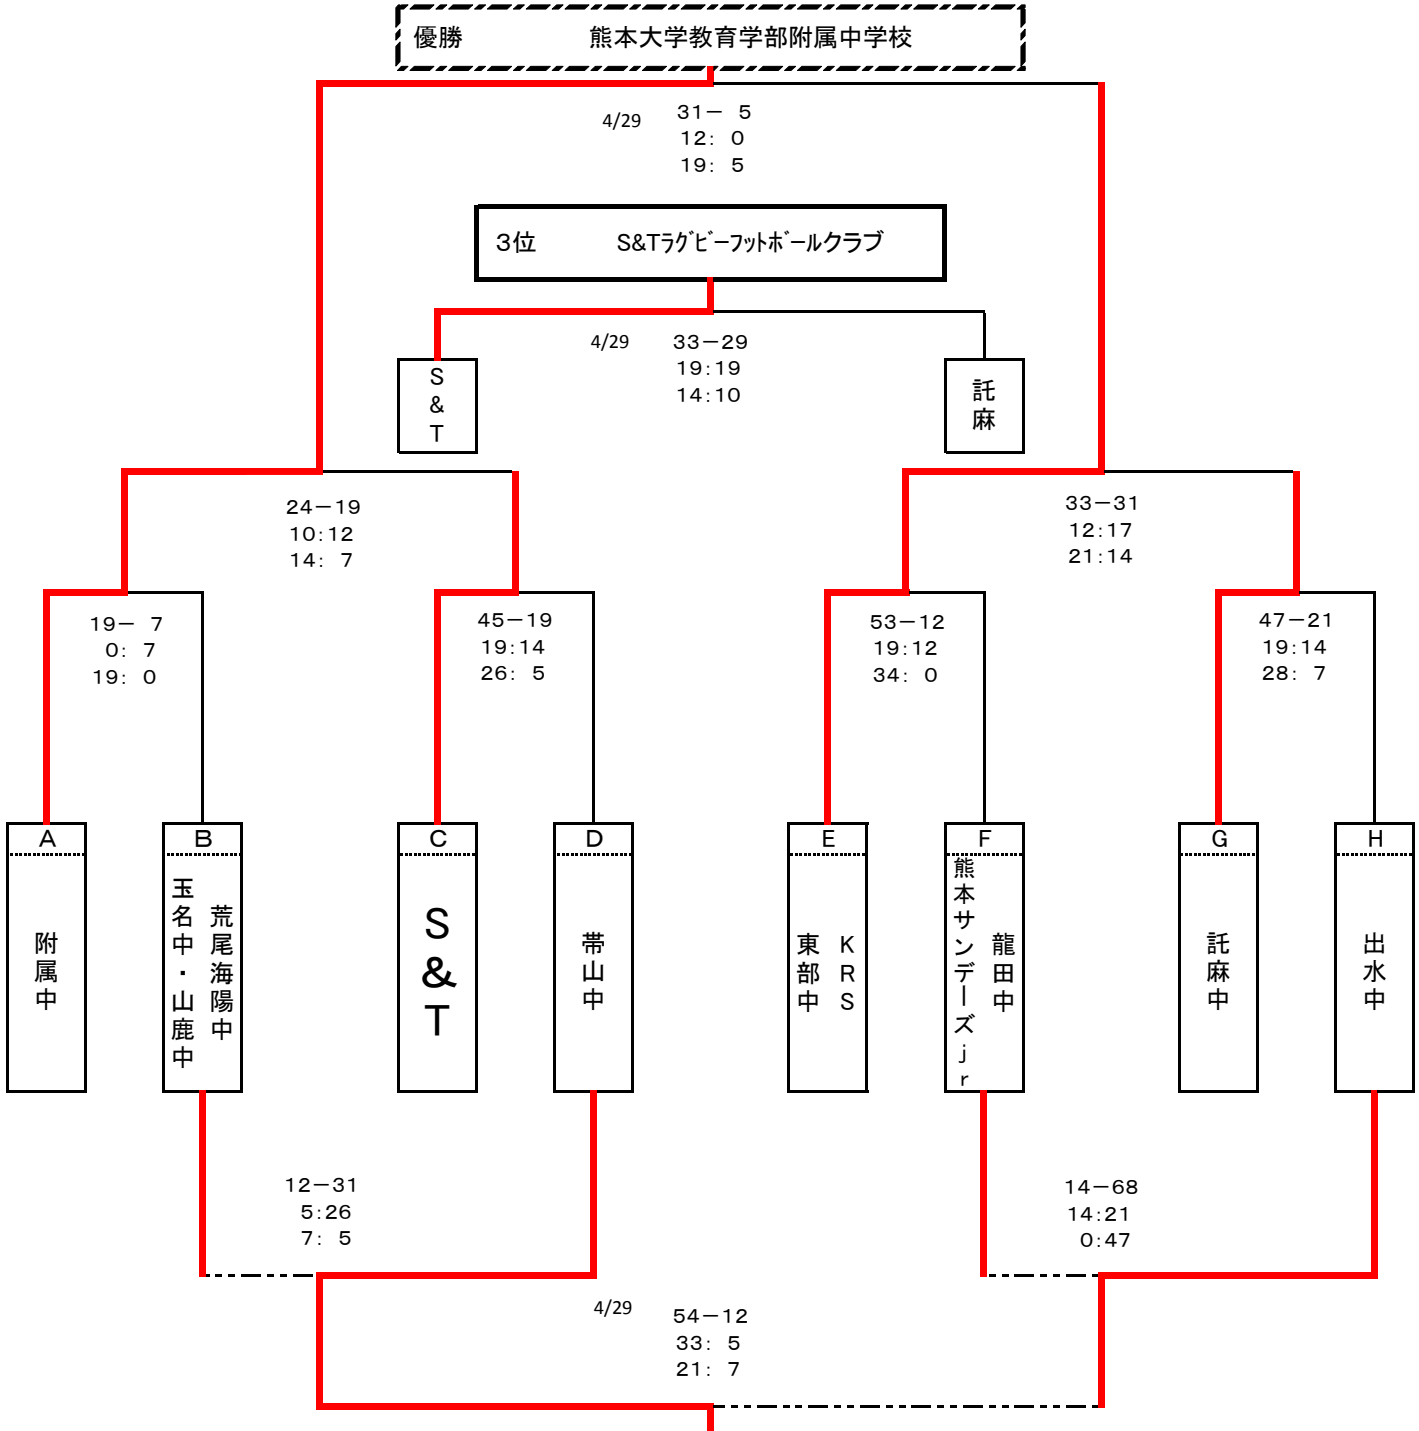 優勝 熊本大学教育学部附属中学校
4/29 31－ 5
12： 0
19： 5
3位 S&Tﾗｸﾞﾋﾞｰﾌｯﾄﾎﾞｰﾙクラブ
4/29 33－29
19：19
14：10
S&T
託麻
24－19
10：12
14： 7
33－31
12：17
21：14
19－ 7
0： 7
19： 0
45－19
19：14
26： 5
53－12
19：12
34： 0
47－21
19：14
28： 7
A
附属中
B
荒尾海陽中
玉名中・山鹿中
C
S&T
D
帯山中
E
KRS
東部中
F
龍田中
熊本サンデーズjr
G
託麻中
H
出水中
12－31
5：26
7： 5
14－68
14：21
0：47
4/29 54－12
33： 5
21： 7